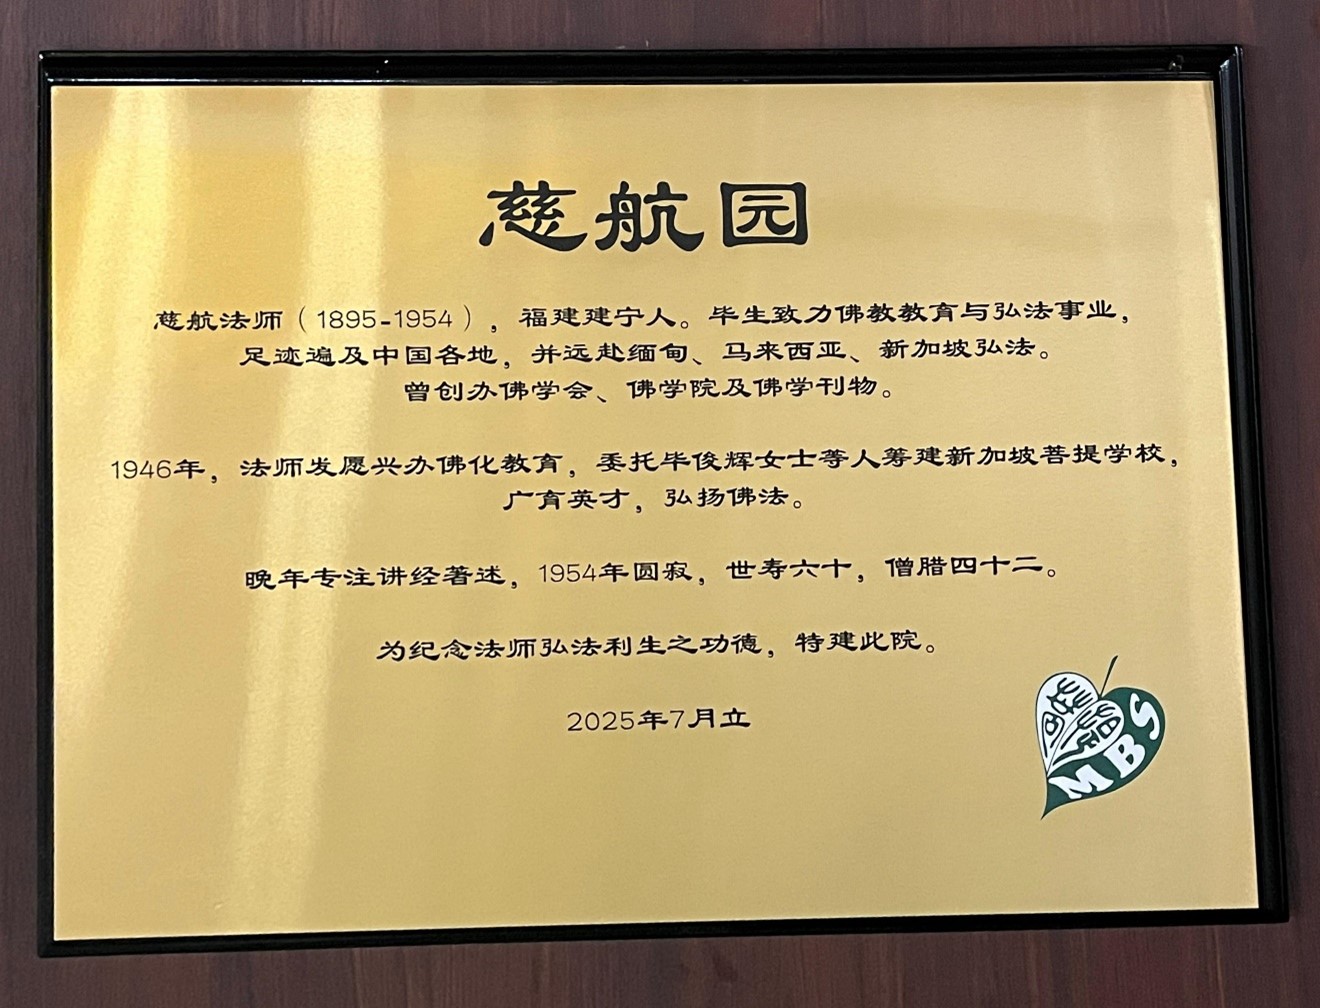 慈航园
慈航法师（1895-1954），福建建宁人。毕生致力佛教教育与弘法事业，
足迹遍及中国各地，并远赴缅甸、马来西亚、新加坡弘法。
曾创办佛学会、佛学院及佛学刊物。
1946年，法师发愿兴办佛化教育，委托毕俊辉女士等人筹建新加坡菩提学校，
广育英才，弘扬佛法。
晚年专注讲经著述，1954年圆寂，世寿六十，僧腊四十二。
为纪念法师弘法利生之功德，特建此院。
2025年7月立
MBS